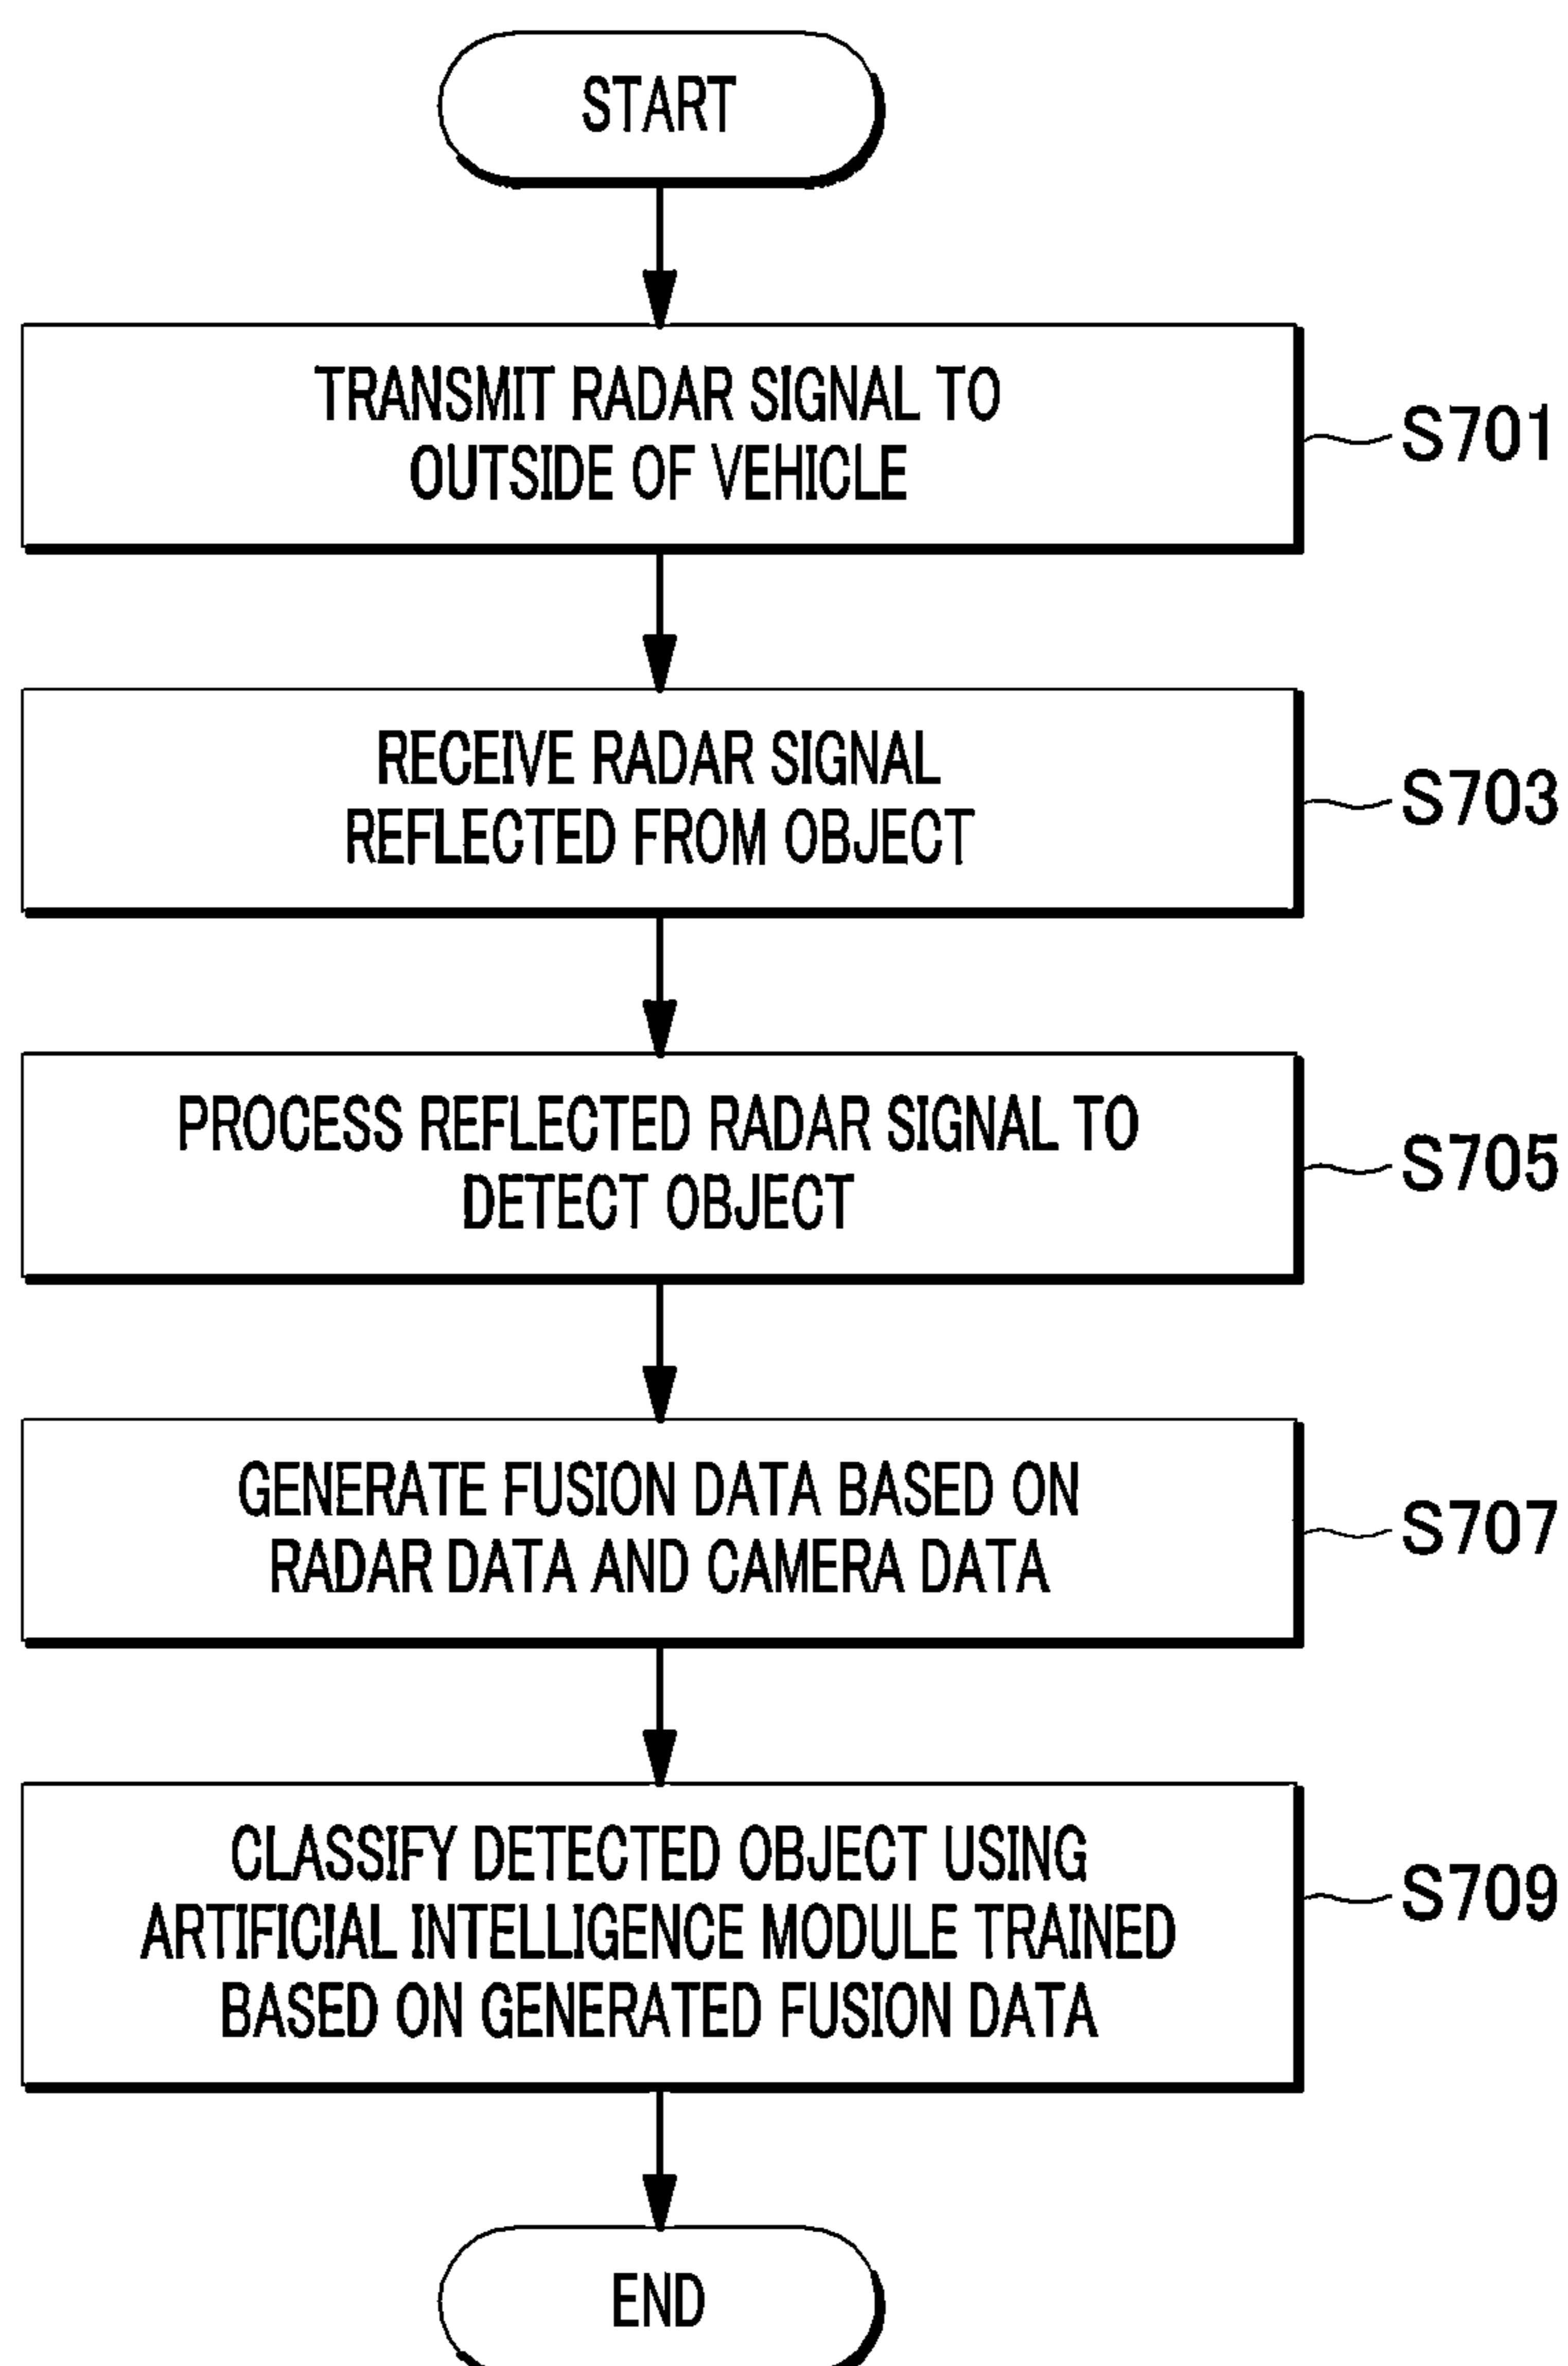 START
TRANSMIT RADAR SIGNAL TO
OUTSIDE OF VEHICLE
S701
RECEIVE RADAR SIGNAL
REFLECTED FROM OBJECT
S703
PROCESS REFLECTED RADAR SIGNAL TO
DETECT OBJECT
S705
GENERATE FUSION DATA BASED ON
RADAR DATA AND CAMERA DATA
S707
CLASSIFY DETECTED OBJECT USING
ARTIFICIAL INTELLIGENCE MODULE TRAINED
BASED ON GENERATED FUSION DATA
S709
END